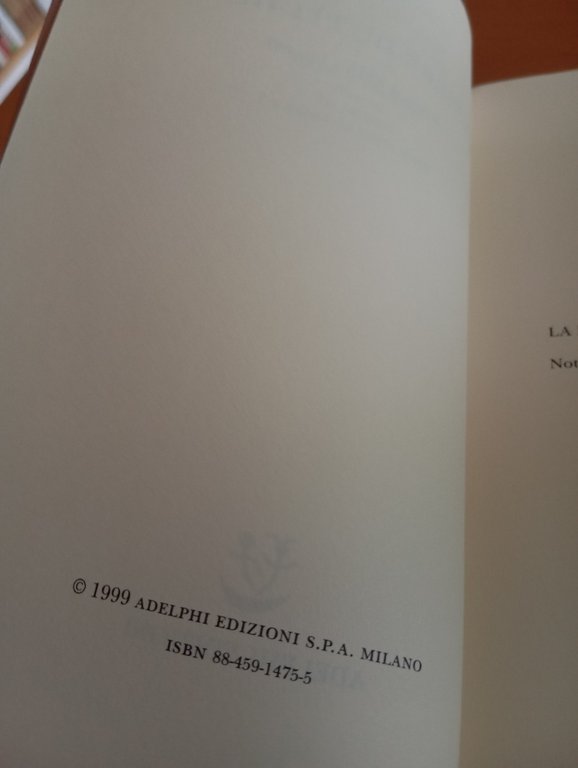 © 1999 ADELPHI EDIZIONI S.P.A. MILANO
ISBN 88-459-1475-5
LA